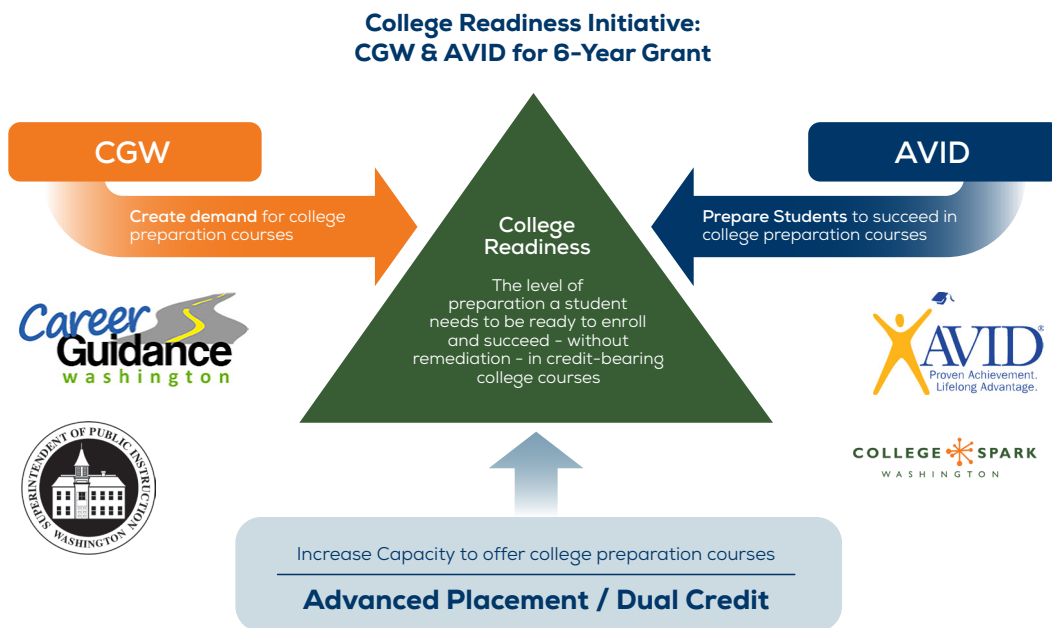 College Readiness Initiative:
CGW & AVID for 6-Year Grant
CGW
Create demand for college
preparation courses
AVID
Prepare Students to succeed in
college preparation courses
College
Readiness
The level of
preparation a student
needs to be ready to enroll
and succeed - without
remediation - in credit-bearing
college courses
Career
Guidance
washington
SUPERINTENDENT OF PUBLIC INSTRUCTION
WASHINGTON
AVID®
Proven Achievement.
Lifelong Advantage.
COLLEGE SPARK
WASHINGTON
Increase Capacity to offer college preparation courses
Advanced Placement / Dual Credit